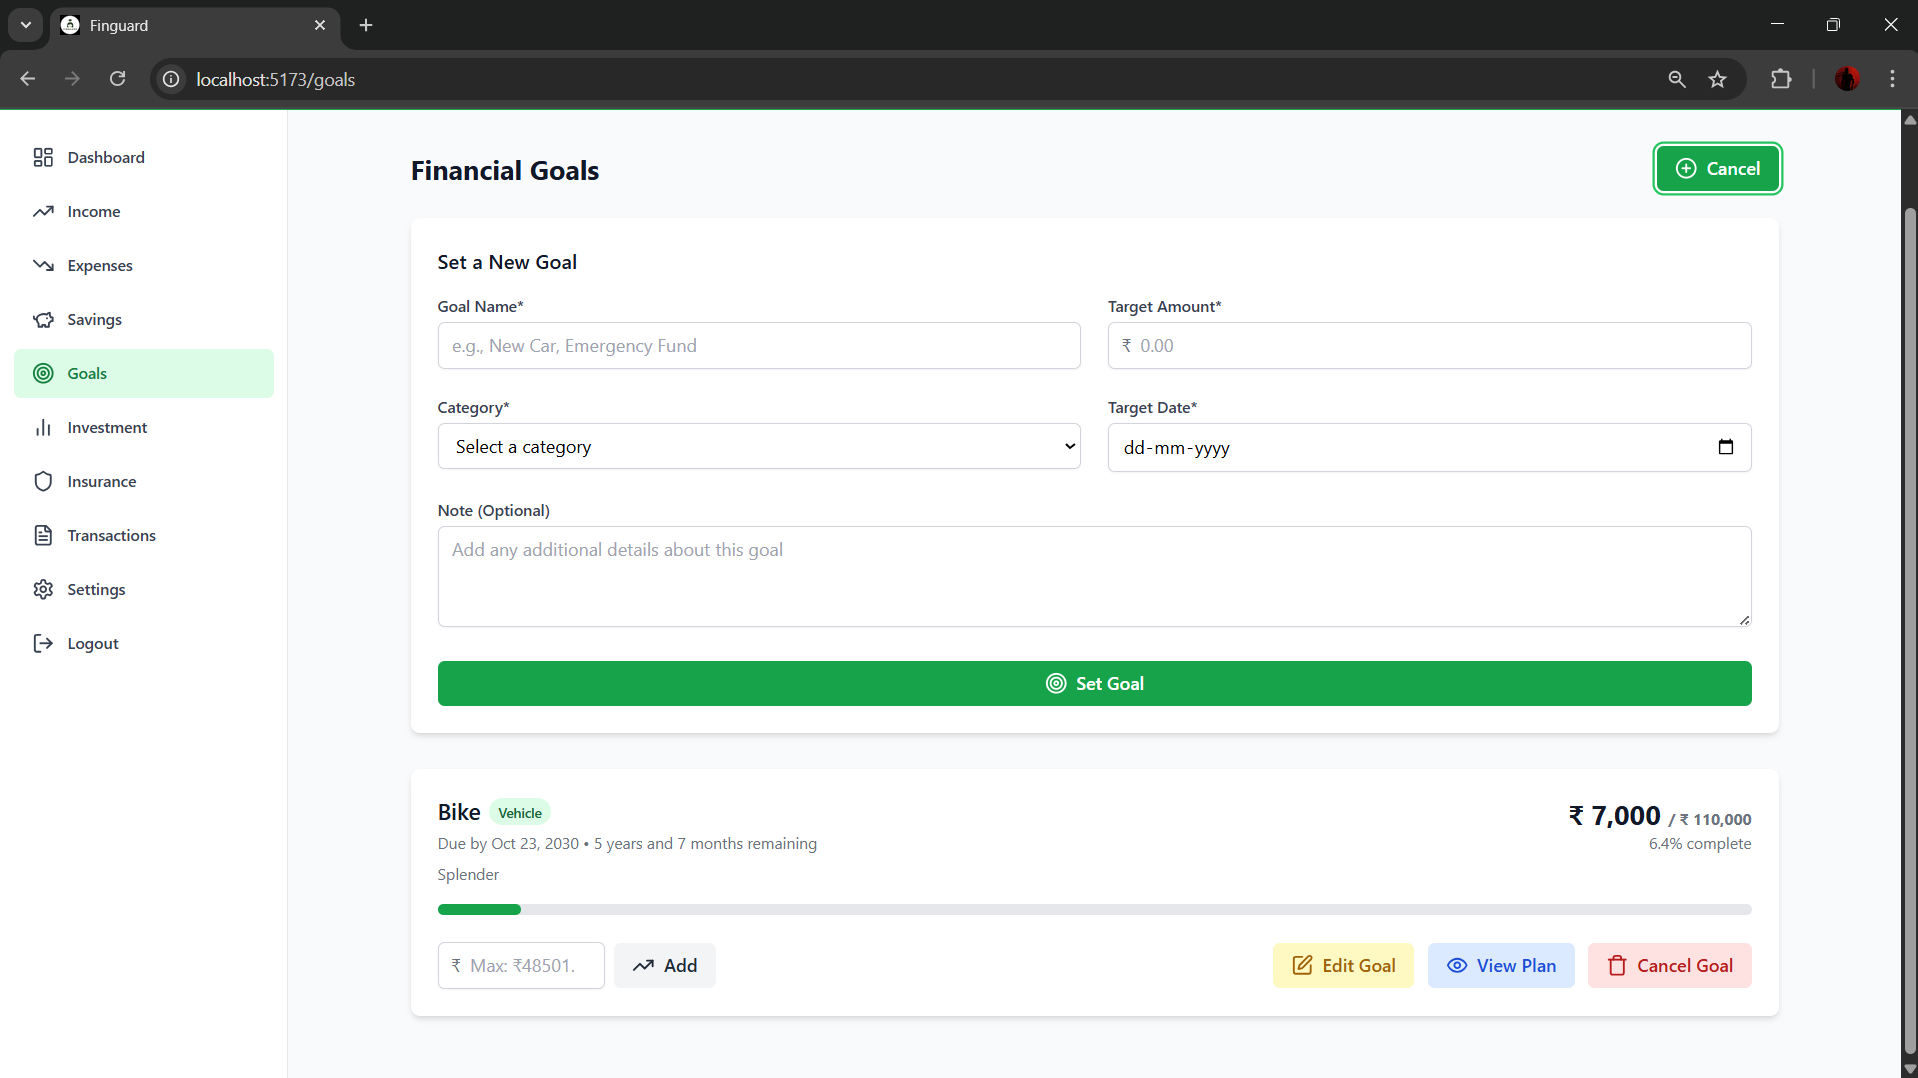 Finguard
localhost:5173/goals
Dashboard
Income
Expenses
Savings
Goals
Investment
Insurance
Transactions
Settings
Logout
Financial Goals
Cancel
Set a New Goal
Goal Name*
Target Amount*
e.g., New Car, Emergency Fund
₹ 0.00
Category*
Target Date*
Select a category
dd-mm-yyyy
Note (Optional)
Add any additional details about this goal
Set Goal
Bike Vehicle
₹ 7,000 / ₹ 110,000
Due by Oct 23, 2030 • 5 years and 7 months remaining
6.4% complete
Splender
₹ Max: ₹48501.
Add
Edit Goal
View Plan
Cancel Goal